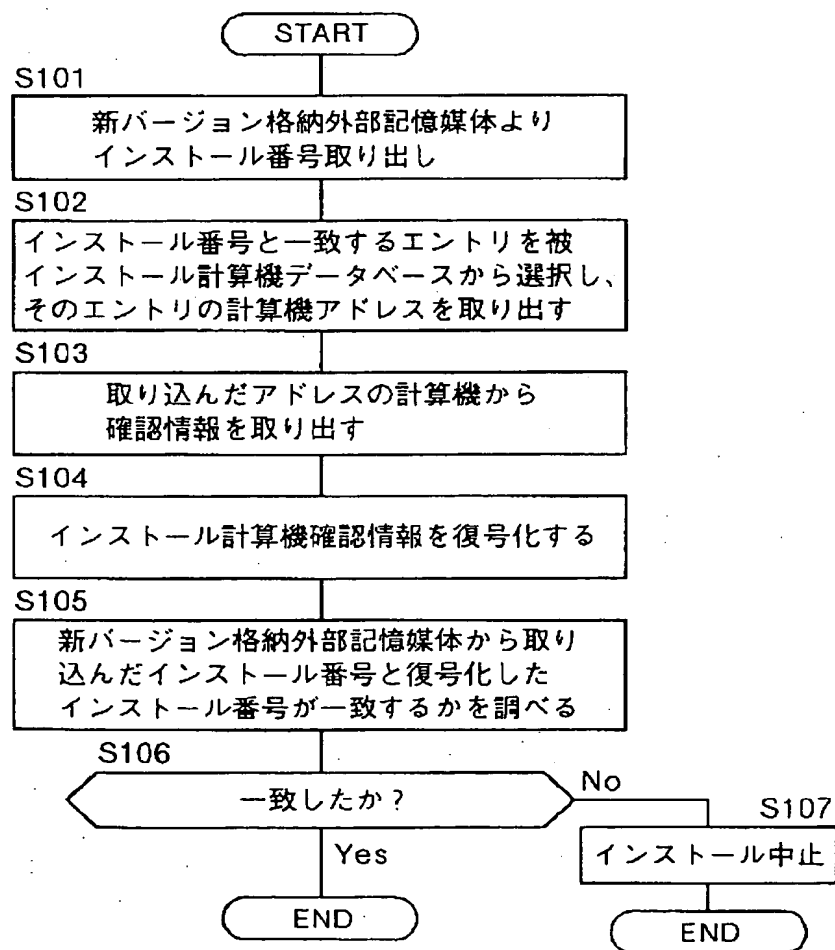 START
S101
新バージョン格納外部記憶媒体より
インストール番号取り出し
S102
インストール番号と一致するエントリを被
インストール計算機データベースから選択し、
そのエントリの計算機アドレスを取り出す
S103
取り込んだアドレスの計算機から
確認情報を取り出す
S104
インストール計算機確認情報を復号化する
S105
新バージョン格納外部記憶媒体から取り
込んだインストール番号と復号化した
インストール番号が一致するかを調べる
S106
一致したか？
No
S107
インストール中止
Yes
END
END